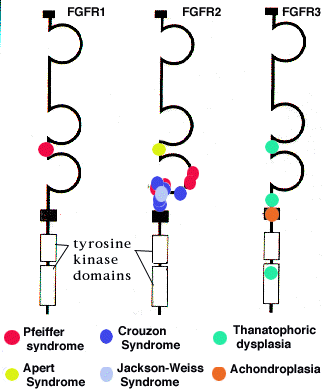 FGFR1 FGFR2 FGFR3
tyrosine
kinase
domains
Pfeiffer
syndrome
Crouzon
Syndrome
Thanatophoric
dysplasia
Apert
Syndrome
Jackson-Weiss
Syndrome
Achondroplasia